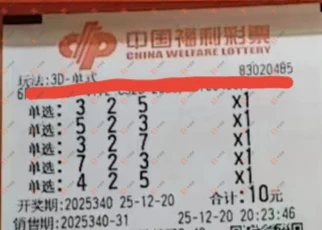 中国福利彩票
CHINA WELFARE LOTTERY
玩法:3D-单式
83020485
单选: 3 2 5 X1
单选: 5 2 3 X1
单选: 3 2 7 X1
单选: 7 2 3 X1
单选: 4 2 5 X1
合计:10元
开奖期:2025340 25-12-20
销售期:2025340-31 25-12-20 20:23:46